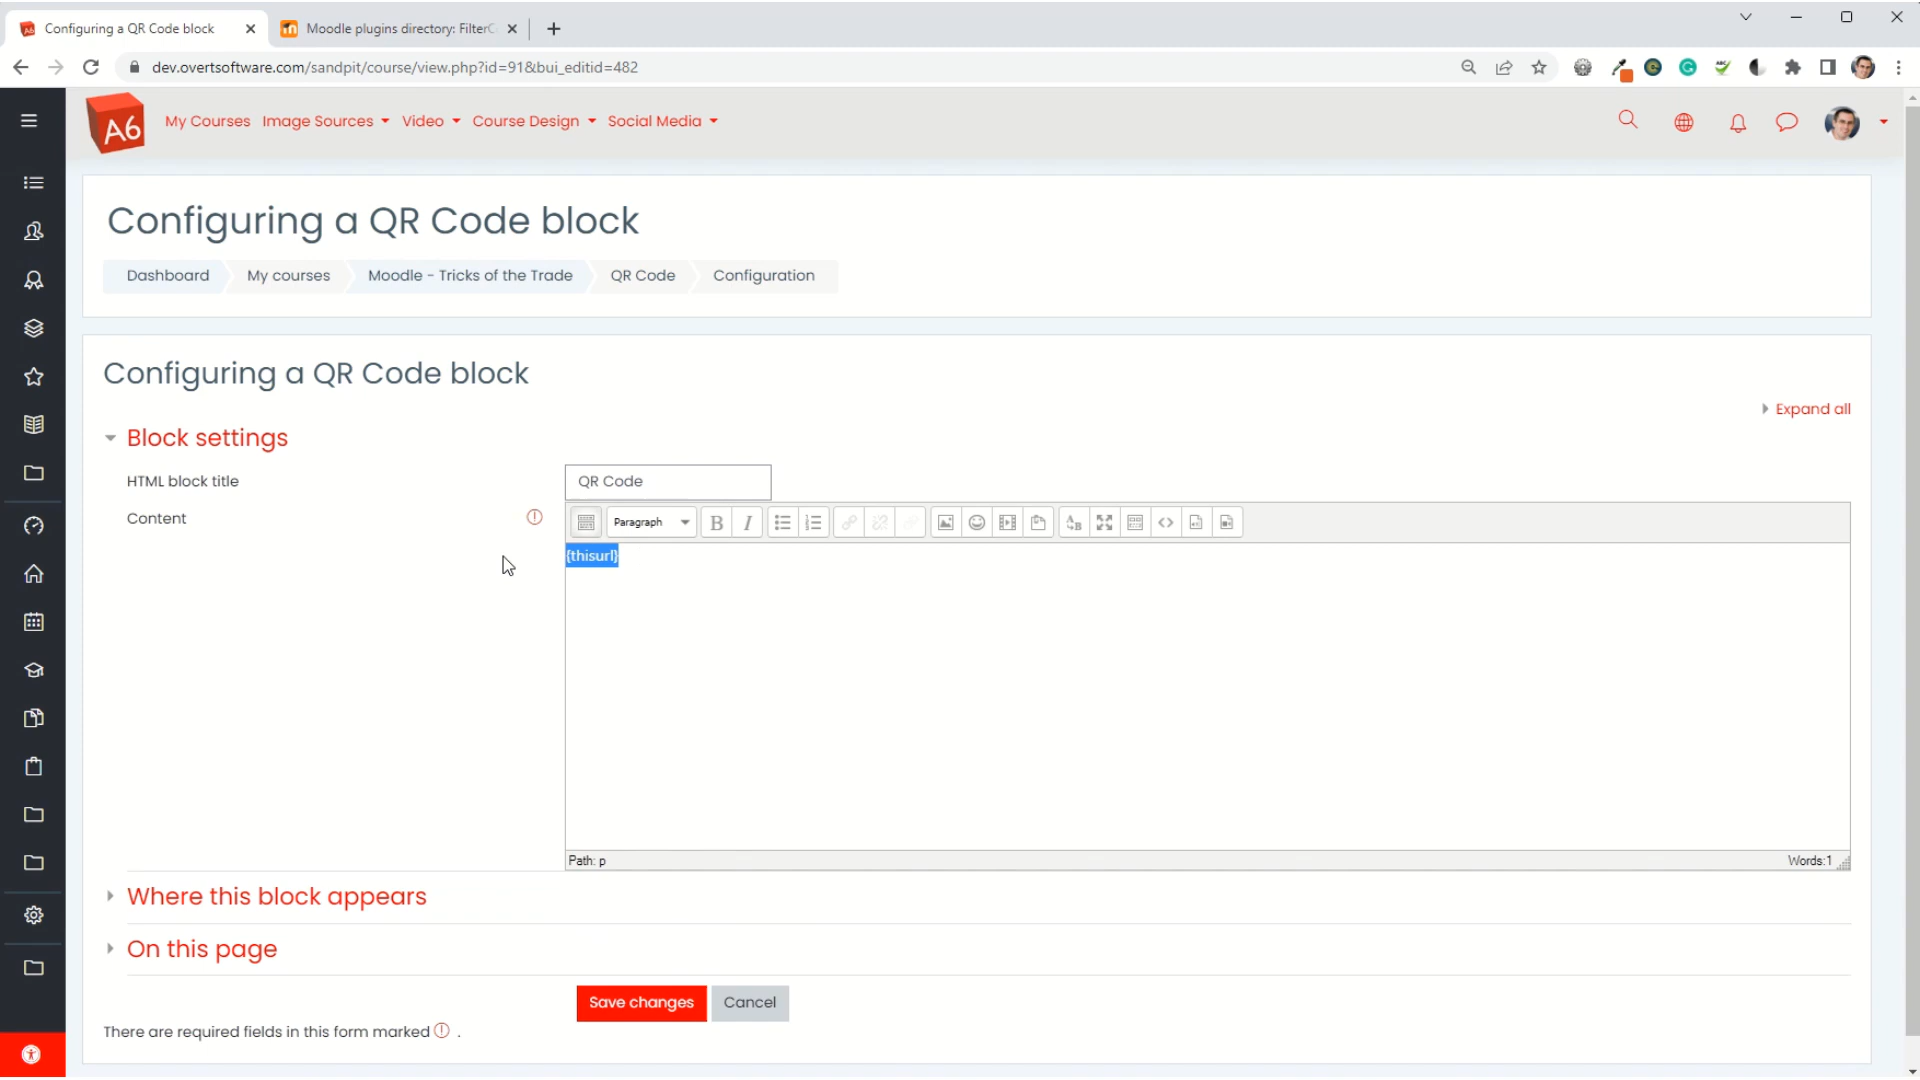 Configuring a QR Code block
Moodle plugins directory: FilterC
dev.overtsoftware.com/sandpit/course/view.php?id=91&bui_editid=482
A6
My Courses Image Sources Video Course Design Social Media
Configuring a QR Code block
Dashboard My courses Moodle - Tricks of the Trade QR Code Configuration
Configuring a QR Code block
Expand all
Block settings
HTML block title
QR Code
Content
Paragraph B I
{thisurl}
Path: p
Words:1
Where this block appears
On this page
Save changes Cancel
There are required fields in this form marked .